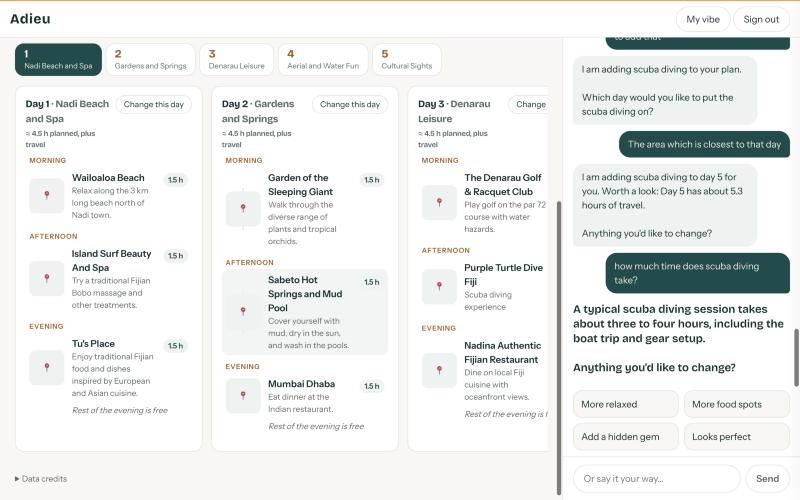 Adieu
My vibe
Sign out
1
Nadi Beach and Spa
2
Gardens and Springs
3
Denarau Leisure
4
Aerial and Water Fun
5
Cultural Sights
Day 1 · Nadi Beach
and Spa
Change this day
≈ 4.5 h planned, plus
travel
MORNING
Wailoaloa Beach
1.5 h
Relax along the 3 km
long beach north of
Nadi town.
AFTERNOON
Island Surf Beauty
And Spa
1.5 h
Try a traditional Fijian
Bobo massage and
other treatments.
EVENING
Tu's Place
1.5 h
Enjoy traditional Fijian
food and dishes
inspired by European
and Asian cuisine.
Rest of the evening is free
Day 2 · Gardens
and Springs
Change this day
≈ 4.5 h planned, plus
travel
MORNING
Garden of the
Sleeping Giant
1.5 h
Walk through the
diverse range of
plants and tropical
orchids.
AFTERNOON
Sabeto Hot
Springs and Mud
Pool
1.5 h
Cover yourself with
mud, dry in the sun,
and wash in the pools.
EVENING
Mumbai Dhaba
1.5 h
Eat dinner at the
Indian restaurant.
Rest of the evening is free
Day 3 · Denarau
Leisure
Change
≈ 4.5 h planned, plus
travel
MORNING
The Denarau Golf
& Racquet Club
Play golf on the par 72
course with water
hazards.
AFTERNOON
Purple Turtle Dive
Fiji
Scuba diving
experience
EVENING
Nadina Authentic
Fijian Restaurant
Dine on local Fiji
cuisine with
oceanfront views.
Rest of the evening is f
Data credits
to add that
I am adding scuba diving to your plan.
Which day would you like to put the
scuba diving on?
The area which is closest to that day
I am adding scuba diving to day 5 for
you. Worth a look: Day 5 has about 5.3
hours of travel.
Anything you'd like to change?
how much time does scuba diving
take?
A typical scuba diving session takes
about three to four hours, including the
boat trip and gear setup.
Anything you'd like to change?
More relaxed
More food spots
Add a hidden gem
Looks perfect
Or say it your way...
Send